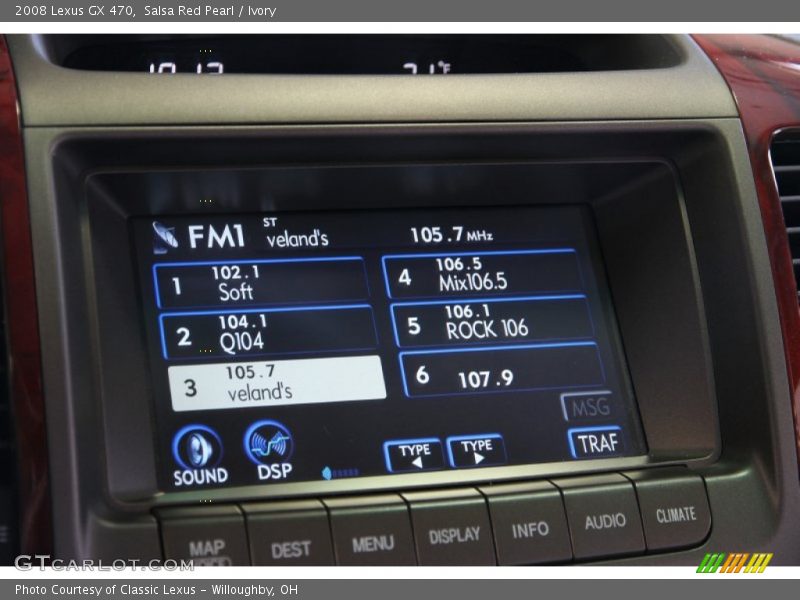 2008 Lexus GX 470, Salsa Red Pearl / Ivory
FM1 ST veland's 105.7 MHz
1 102.1 Soft
4 106.5 Mix106.5
2 104.1 Q104
5 106.1 ROCK 106
3 105.7 veland's
6 107.9
MSG
SOUND DSP TYPE ◀ TYPE ▶ TRAF
MAP DEST MENU DISPLAY INFO AUDIO CLIMATE
GTCARLOT.COM
Photo Courtesy of Classic Lexus - Willoughby, OH